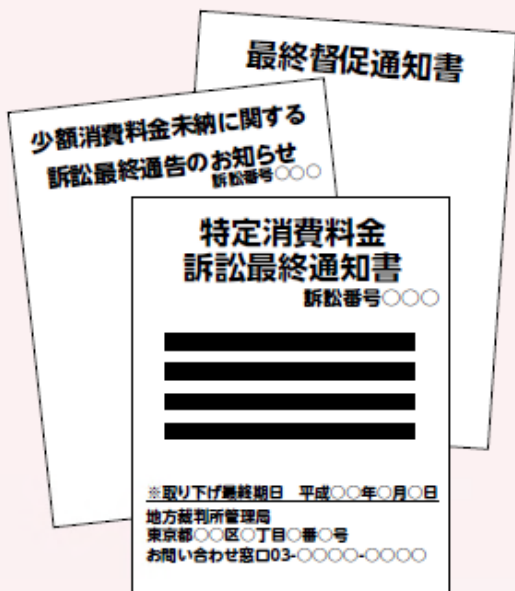 最終督促通知書
少額消費料金未納に関する
訴訟最終通告のお知らせ
訴訟番号○○○
特定消費料金
訴訟最終通知書
訴訟番号○○○
※取り下げ最終期日　平成○○年○月○日
地方裁判所管理局
東京都○○区○丁目○番○号
お問い合わせ窓口03-○○○○-○○○○